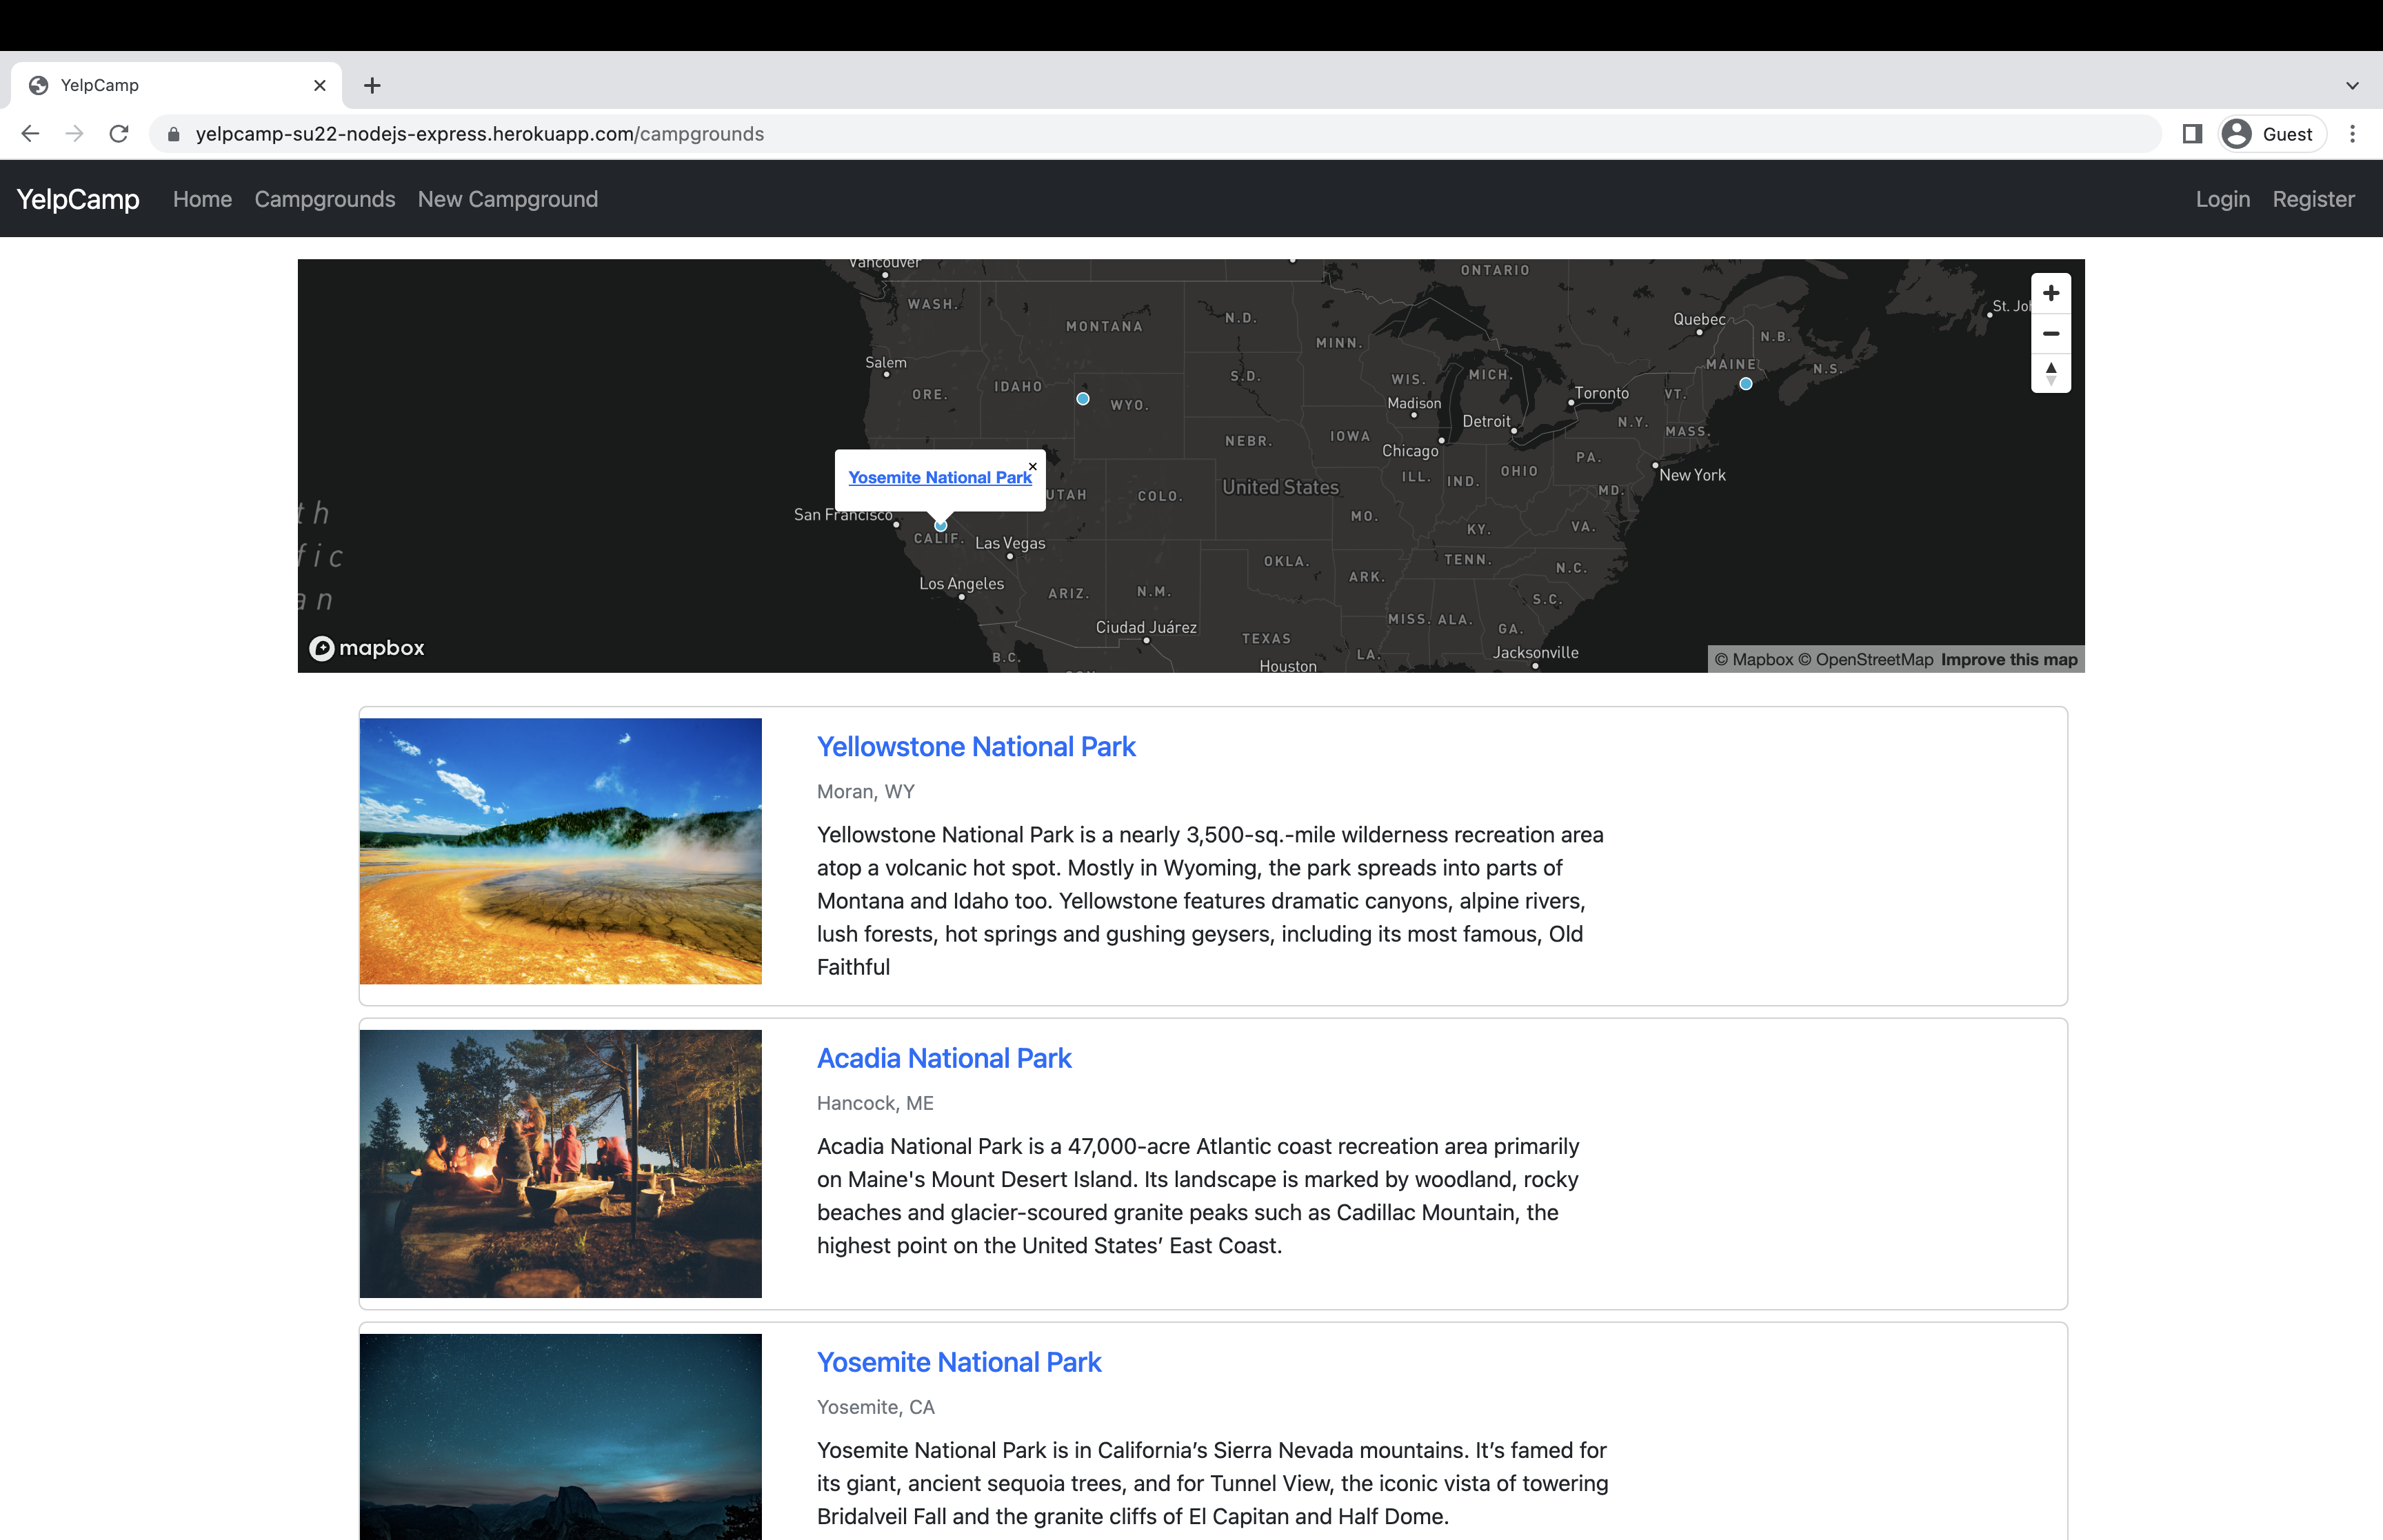 YelpCamp
yelpcamp-su22-nodejs-express.herokuapp.com/campgrounds
Guest
YelpCamp Home Campgrounds New Campground Login Register
Vancouver
ONTARIO
WASH.
St. Jo
N.D.
Quebec
MONTANA
N.B.
MINN.
Salem
MAINE
N.S.
MICH.
S.D.
WIS.
IDAHO
ORE.
Toronto
VT.
Madison
WYO.
Detroit
N.Y.
MASS.
IOWA
NEBR.
Chicago
PA.
OHIO
Yosemite National Park
×
ILL.
IND.
New York
United States
MD.
UTAH
COLO.
th
San Francisco
MO.
VA.
KY.
CALIF.
Las Vegas
fic
TENN.
OKLA.
N.C.
ARK.
Los Angeles
ARIZ.
N.M.
an
S.C.
MISS.
ALA.
Ciudad Juárez
GA.
TEXAS
mapbox
Jacksonville
LA.
B.C.
Houston
© Mapbox © OpenStreetMap Improve this map
Yellowstone National Park
Moran, WY
Yellowstone National Park is a nearly 3,500-sq.-mile wilderness recreation area
atop a volcanic hot spot. Mostly in Wyoming, the park spreads into parts of
Montana and Idaho too. Yellowstone features dramatic canyons, alpine rivers,
lush forests, hot springs and gushing geysers, including its most famous, Old
Faithful
Acadia National Park
Hancock, ME
Acadia National Park is a 47,000-acre Atlantic coast recreation area primarily
on Maine's Mount Desert Island. Its landscape is marked by woodland, rocky
beaches and glacier-scoured granite peaks such as Cadillac Mountain, the
highest point on the United States’ East Coast.
Yosemite National Park
Yosemite, CA
Yosemite National Park is in California’s Sierra Nevada mountains. It’s famed for
its giant, ancient sequoia trees, and for Tunnel View, the iconic vista of towering
Bridalveil Fall and the granite cliffs of El Capitan and Half Dome.